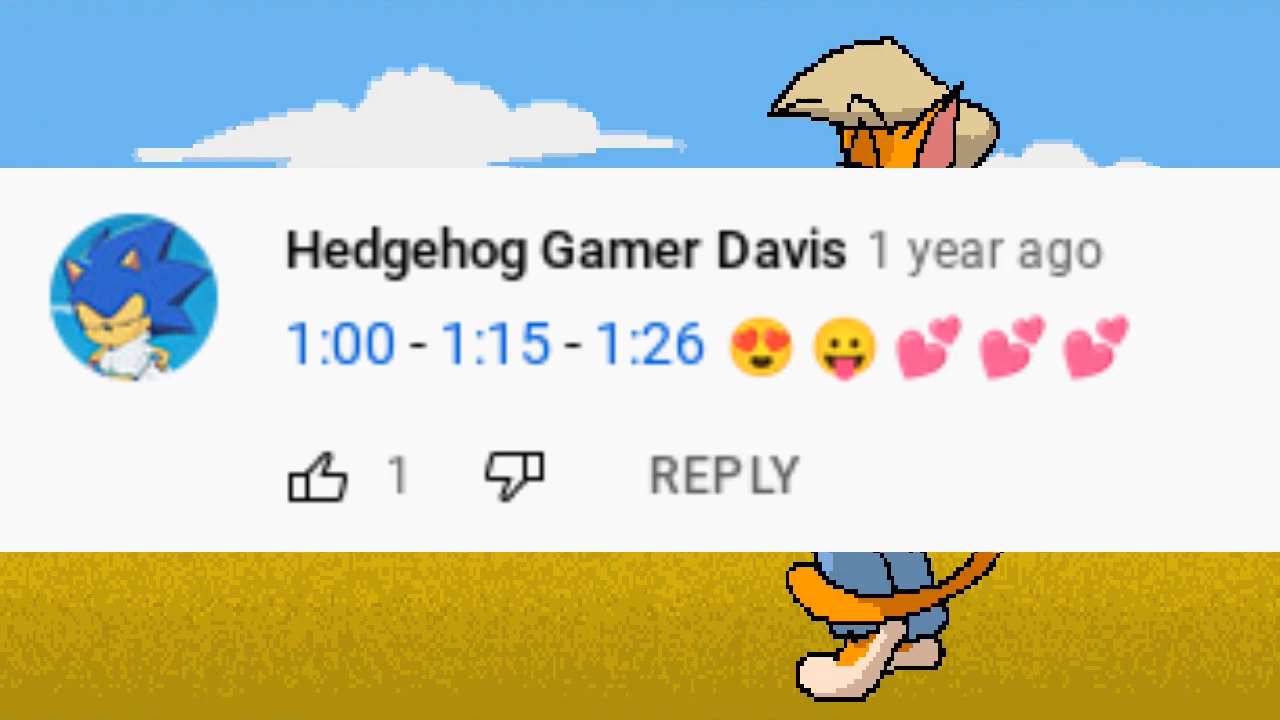 Hedgehog Gamer Davis 1 year ago
1:00 - 1:15 - 1:26 😍 😛 💕 💕 💕
1 REPLY